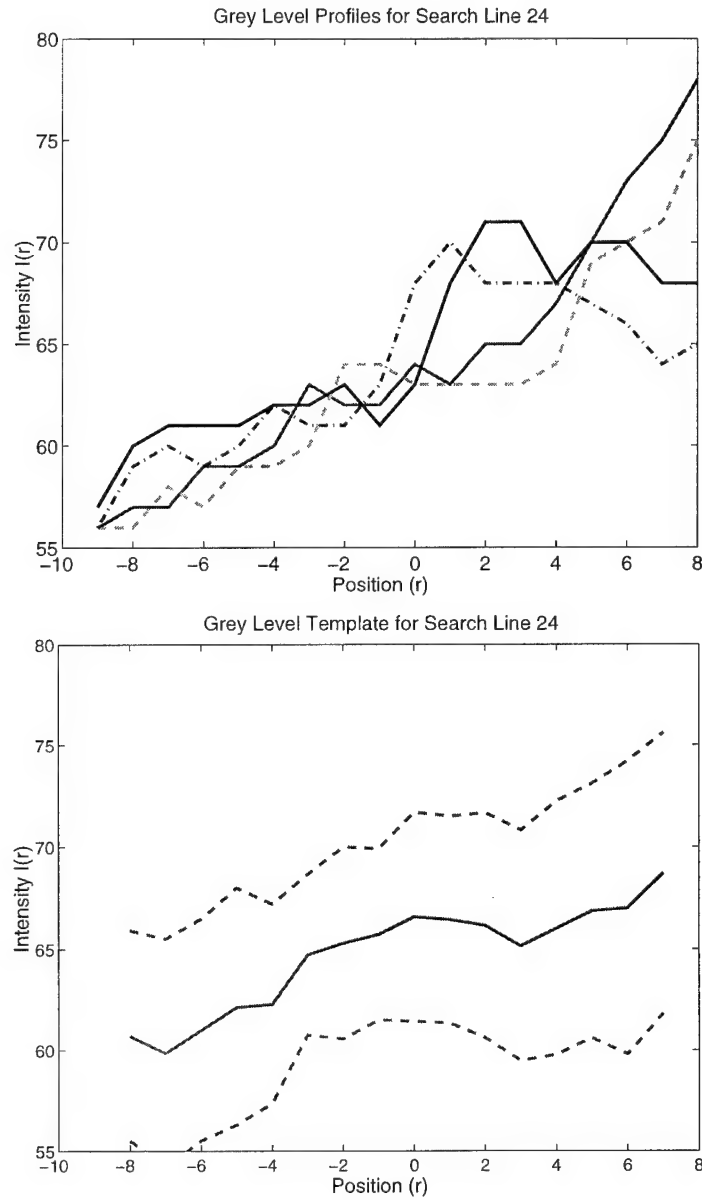 Grey Level Profiles for Search Line 24
80
75
70
65
60
55
Intensity I(r)
-10 -8 -6 -4 -2 0 2 4 6 8
Position (r)
Grey Level Template for Search Line 24
80
75
70
65
60
55
Intensity I(r)
-10 -8 -6 -4 -2 0 2 4 6 8
Position (r)